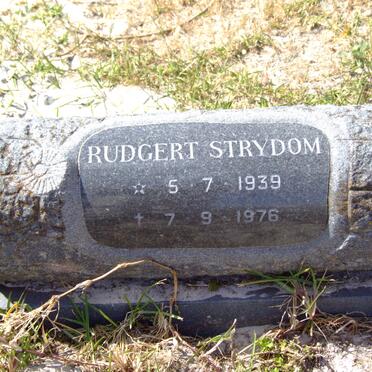 RUDGERT STRYDOM
☆ 5 · 7 · 1939
† 7 · 9 · 1976